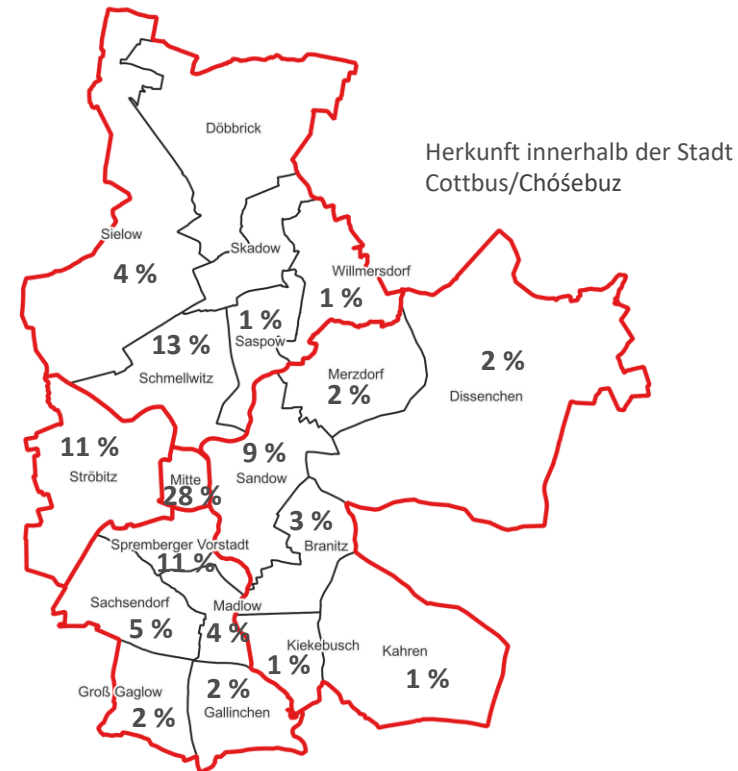 Döbbrick
Herkunft innerhalb der Stadt
Cottbus/Chóśebuz
Sielow
4 %
Skadow
Willmersdorf
1 %
1 %
Saspow
13 %
Schmellwitz
Merzdorf
2 %
2 %
Dissenchen
11 %
Ströbitz
Mitte
28 %
9 %
Sandow
3 %
Branitz
Spremberger Vorstadt
11 %
Sachsendorf
5 %
Madlow
4 %
Kiekebusch
1 %
Kahren
1 %
Groß Gaglow
2 %
2 %
Gallinchen